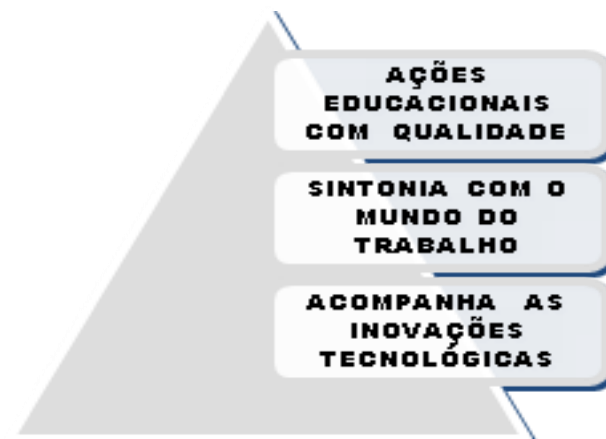 AÇÕES
EDUCACIONAIS
COM QUALIDADE
SINTONIA COM O
MUNDO DO
TRABALHO
ACOMPANHA AS
INOVAÇÕES
TECNOLÓGICAS